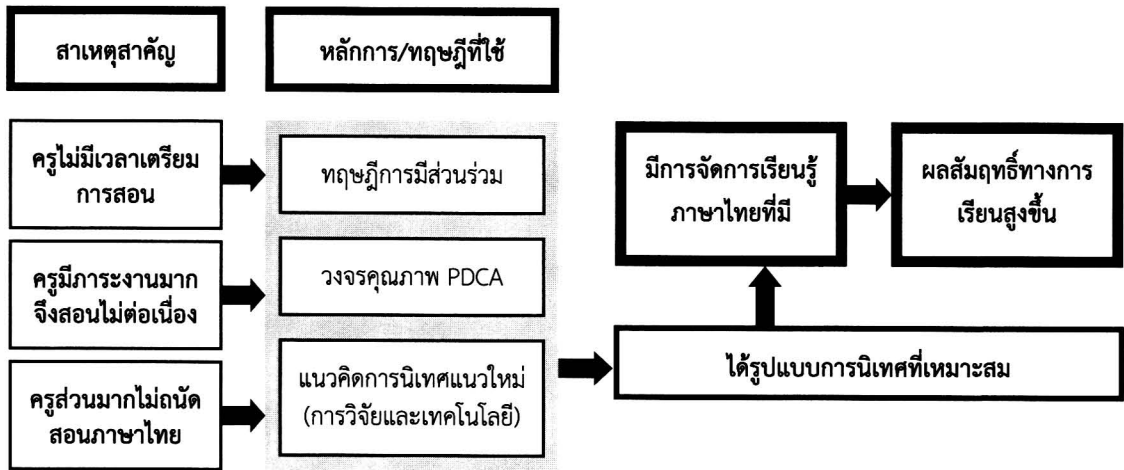 สาเหตุสาคัญ
หลักการ/ทฤษฎีที่ใช้
ครูไม่มีเวลาเตรียม
การสอน
ทฤษฎีการมีส่วนร่วม
มีการจัดการเรียนรู้
ภาษาไทยที่มี
ผลสัมฤทธิ์ทางการ
เรียนสูงขึ้น
ครูมีภาระงานมาก
จึงสอนไม่ต่อเนื่อง
วงจรคุณภาพ PDCA
ครูส่วนมากไม่ถนัด
สอนภาษาไทย
แนวคิดการนิเทศแนวใหม่
(การวิจัยและเทคโนโลยี)
ได้รูปแบบการนิเทศที่เหมาะสม